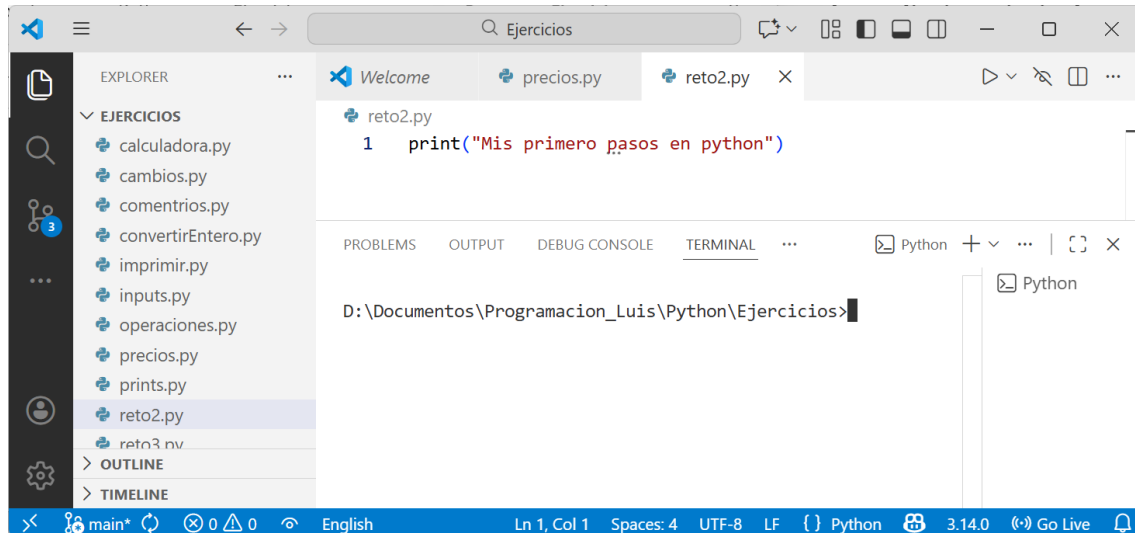 Ejercicios
EXPLORER
EJERCICIOS
calculadora.py
cambios.py
comentrios.py
convertirEntero.py
imprimir.py
inputs.py
operaciones.py
precios.py
prints.py
reto2.py
reto3.py
OUTLINE
TIMELINE
3
Welcome precios.py reto2.py
reto2.py
1 print("Mis primero pasos en python")
PROBLEMS OUTPUT DEBUG CONSOLE TERMINAL ... Python
Python
D:\Documentos\Programacion_Luis\Python\Ejercicios>
main* 0 0 English Ln 1, Col 1 Spaces: 4 UTF-8 LF { } Python 3.14.0 Go Live